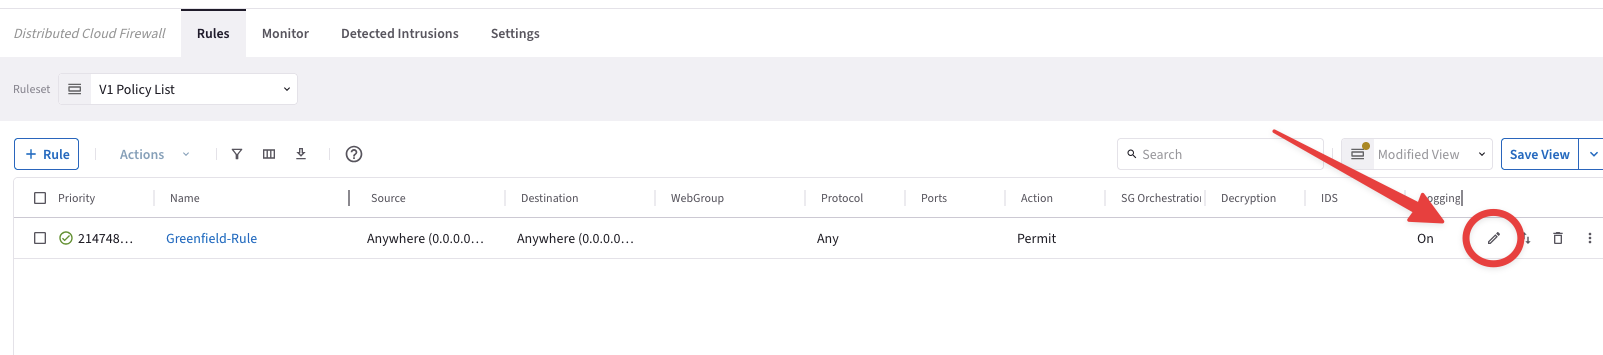 Distributed Cloud Firewall Rules Monitor Detected Intrusions Settings
Ruleset V1 Policy List
+ Rule Actions Search Modified View Save View
Priority Name Source Destination WebGroup Protocol Ports Action SG Orchestration Decryption IDS ogging
214748... Greenfield-Rule Anywhere (0.0.0.0... Anywhere (0.0.0.0... Any Permit On